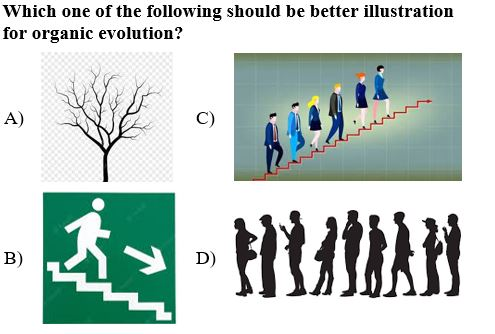 Which one of the following should be better illustration
for organic evolution?
A)
C)
B)
D)